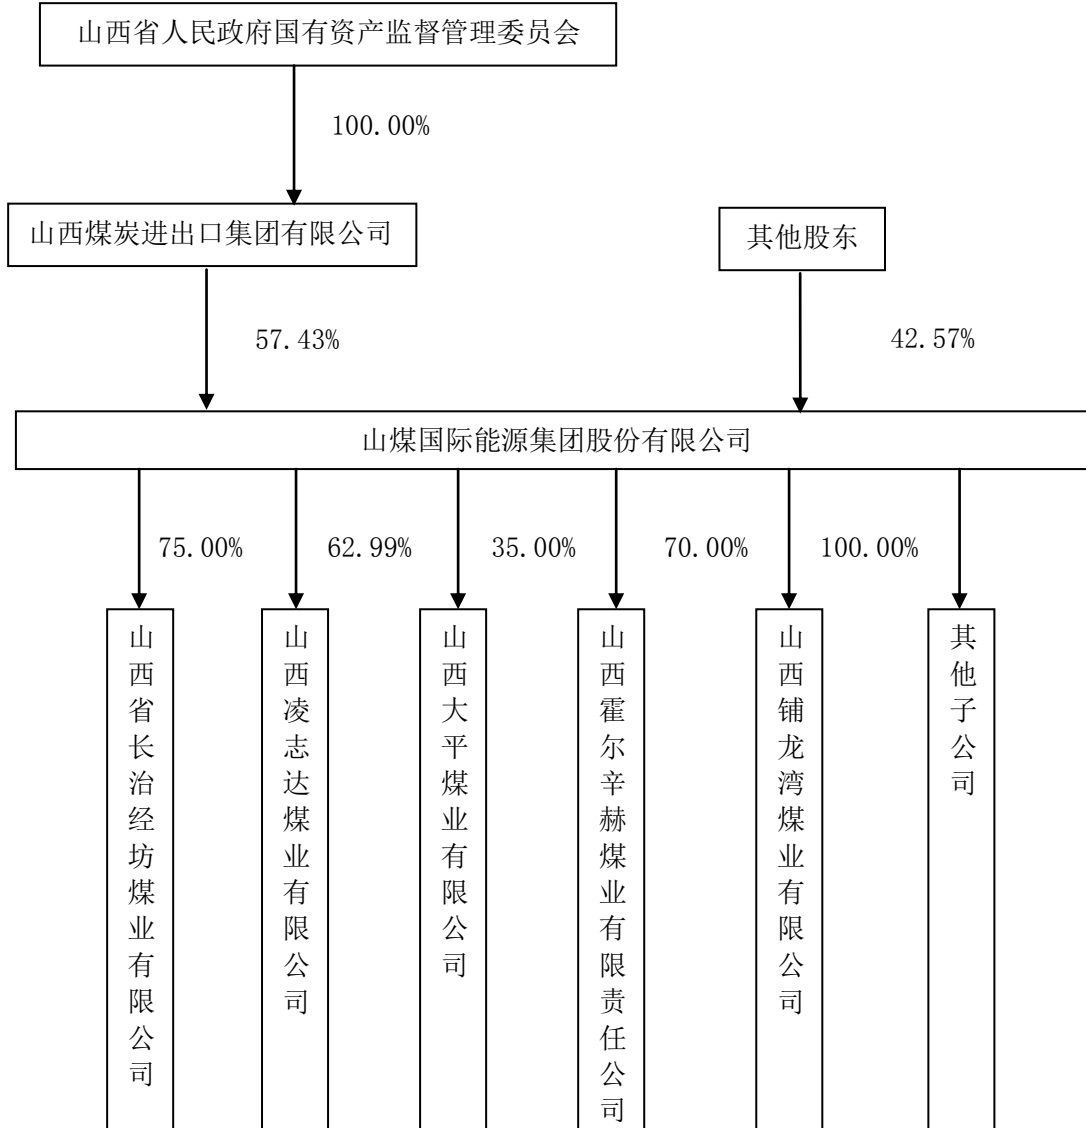 山西省人民政府国有资产监督管理委员会
100.00%
山西煤炭进出口集团有限公司
其他股东
57.43%
42.57%
山煤国际能源集团股份有限公司
75.00%
62.99%
35.00%
70.00%
100.00%
山西省长治经坊煤业有限公司
山西凌志达煤业有限公司
山西大平煤业有限公司
山西霍尔辛赫煤业有限责任公司
山西铺龙湾煤业有限公司
其他子公司